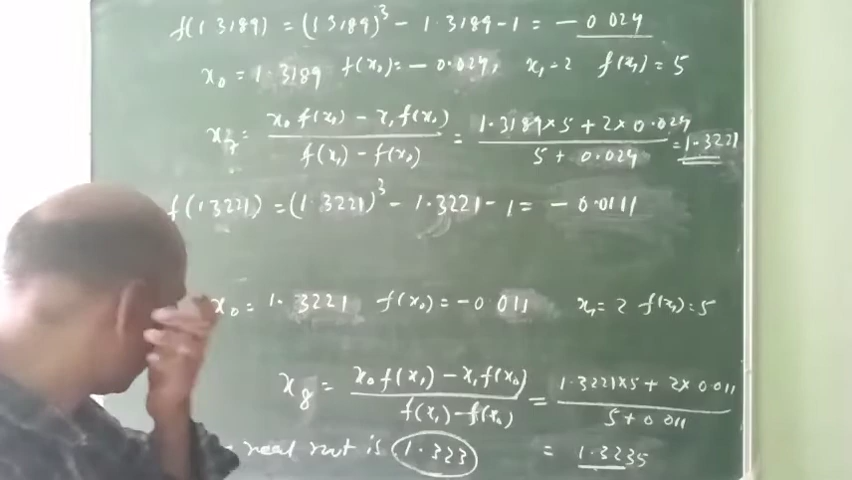 f(1.3189) = (1.3189)³ - 1.3189 - 1 = - 0.024
x₀ = 1.3189 f(x₀) = - 0.024, x₁ = 2 f(x₁) = 5
x₇ = x₀ f(x₁) - x₁ f(x₀) / f(x₁) - f(x₀) = 1.3189 × 5 + 2 × 0.024 / 5 + 0.024 = 1.3221
f(1.3221) = (1.3221)³ - 1.3221 - 1 = - 0.0111
x₀ = 1.3221 f(x₀) = - 0.011 x₁ = 2 f(x₁) = 5
x₈ = x₀ f(x₁) - x₁ f(x₀) / f(x₁) - f(x₀) = 1.3221 × 5 + 2 × 0.011 / 5 + 0.011
real root is 1.323 = 1.3235